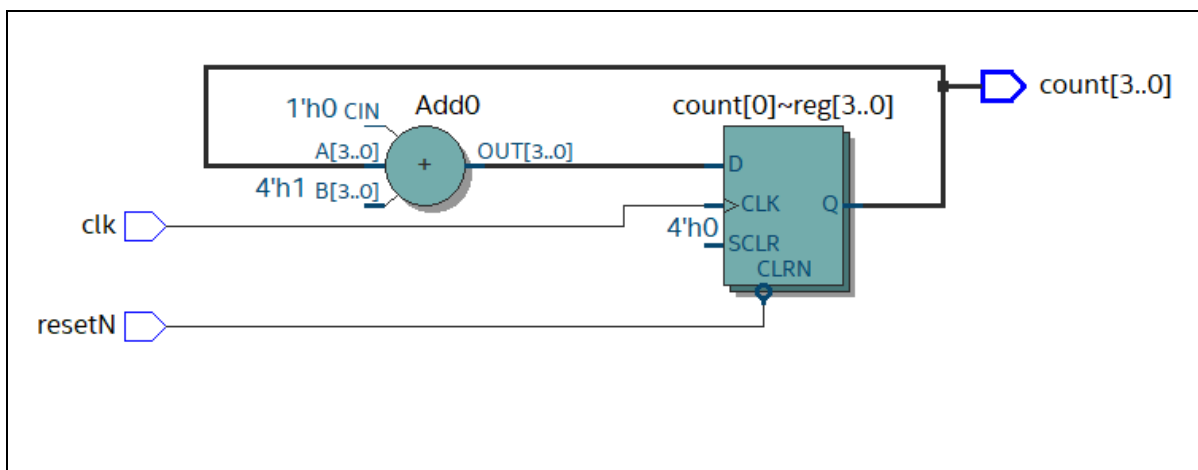 count[3..0]
1'h0 CIN
Add0
count[0]~reg[3..0]
A[3..0]
OUT[3..0]
D
4'h1 B[3..0]
CLK
Q
clk
4'h0
SCLR
CLRN
resetN
+